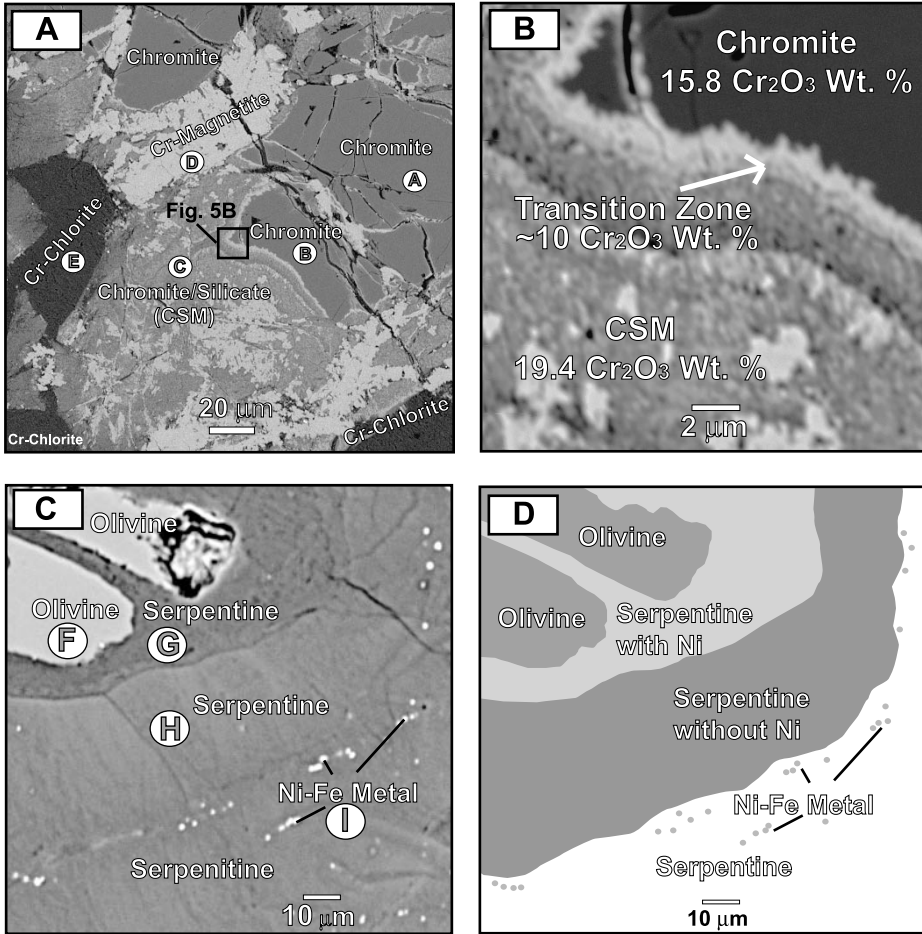 A
Chromite
Cr-Magnetite
D
Chromite
A
Fig. 5B
Cr-Chlorite
E
Chromite
B
C
Chromite/Silicate
(CSM)
20 μm
Cr-Chlorite
Cr-Chlorite
B
Chromite
15.8 Cr₂O₃ Wt. %
Transition Zone
~10 Cr₂O₃ Wt. %
CSM
19.4 Cr₂O₃ Wt. %
2 μm
C
Olivine
Olivine
F
Serpentine
G
Serpentine
H
Ni-Fe Metal
I
Serpenitine
10 μm
D
Olivine
Olivine
Serpentine
with Ni
Serpentine
without Ni
Ni-Fe Metal
Serpentine
10 μm